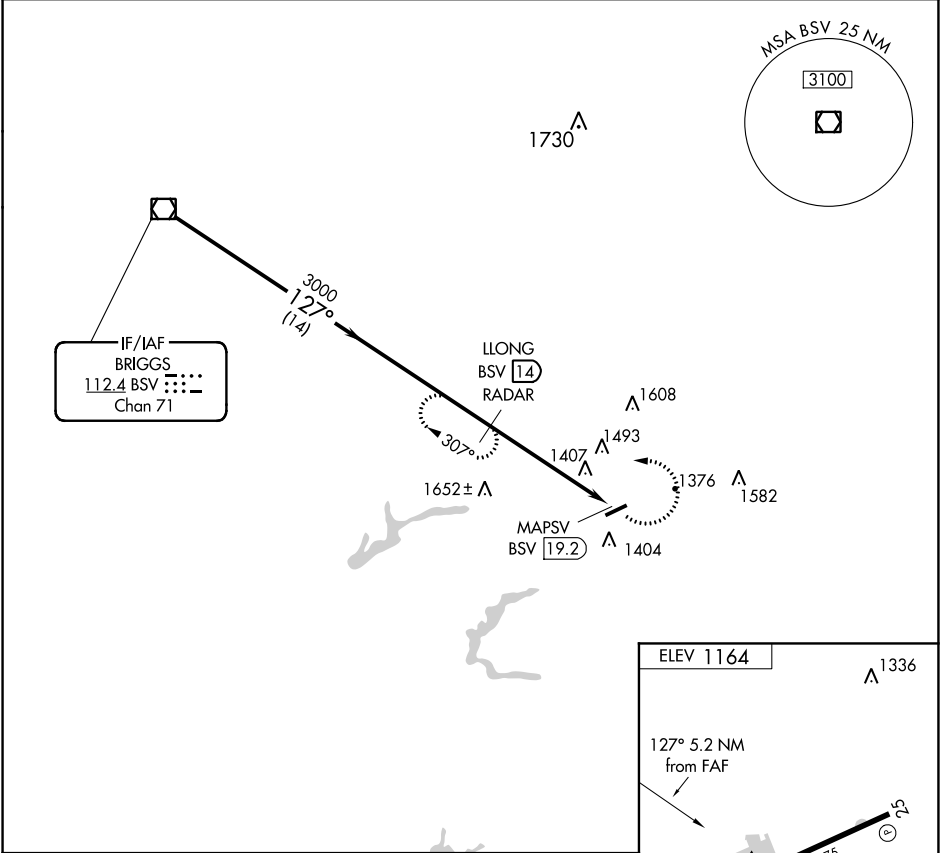 MSA BSV 25 NM
3100
1730
3000
127°
(14)
IF/IAF
BRIGGS
112.4 BSV
Chan 71
LLONG
BSV 14
RADAR
307°
1608
1493
1407
1376
1582
1652±
MAPSV
BSV 19.2
1404
ELEV 1164
1336
127° 5.2 NM
from FAF
25
P